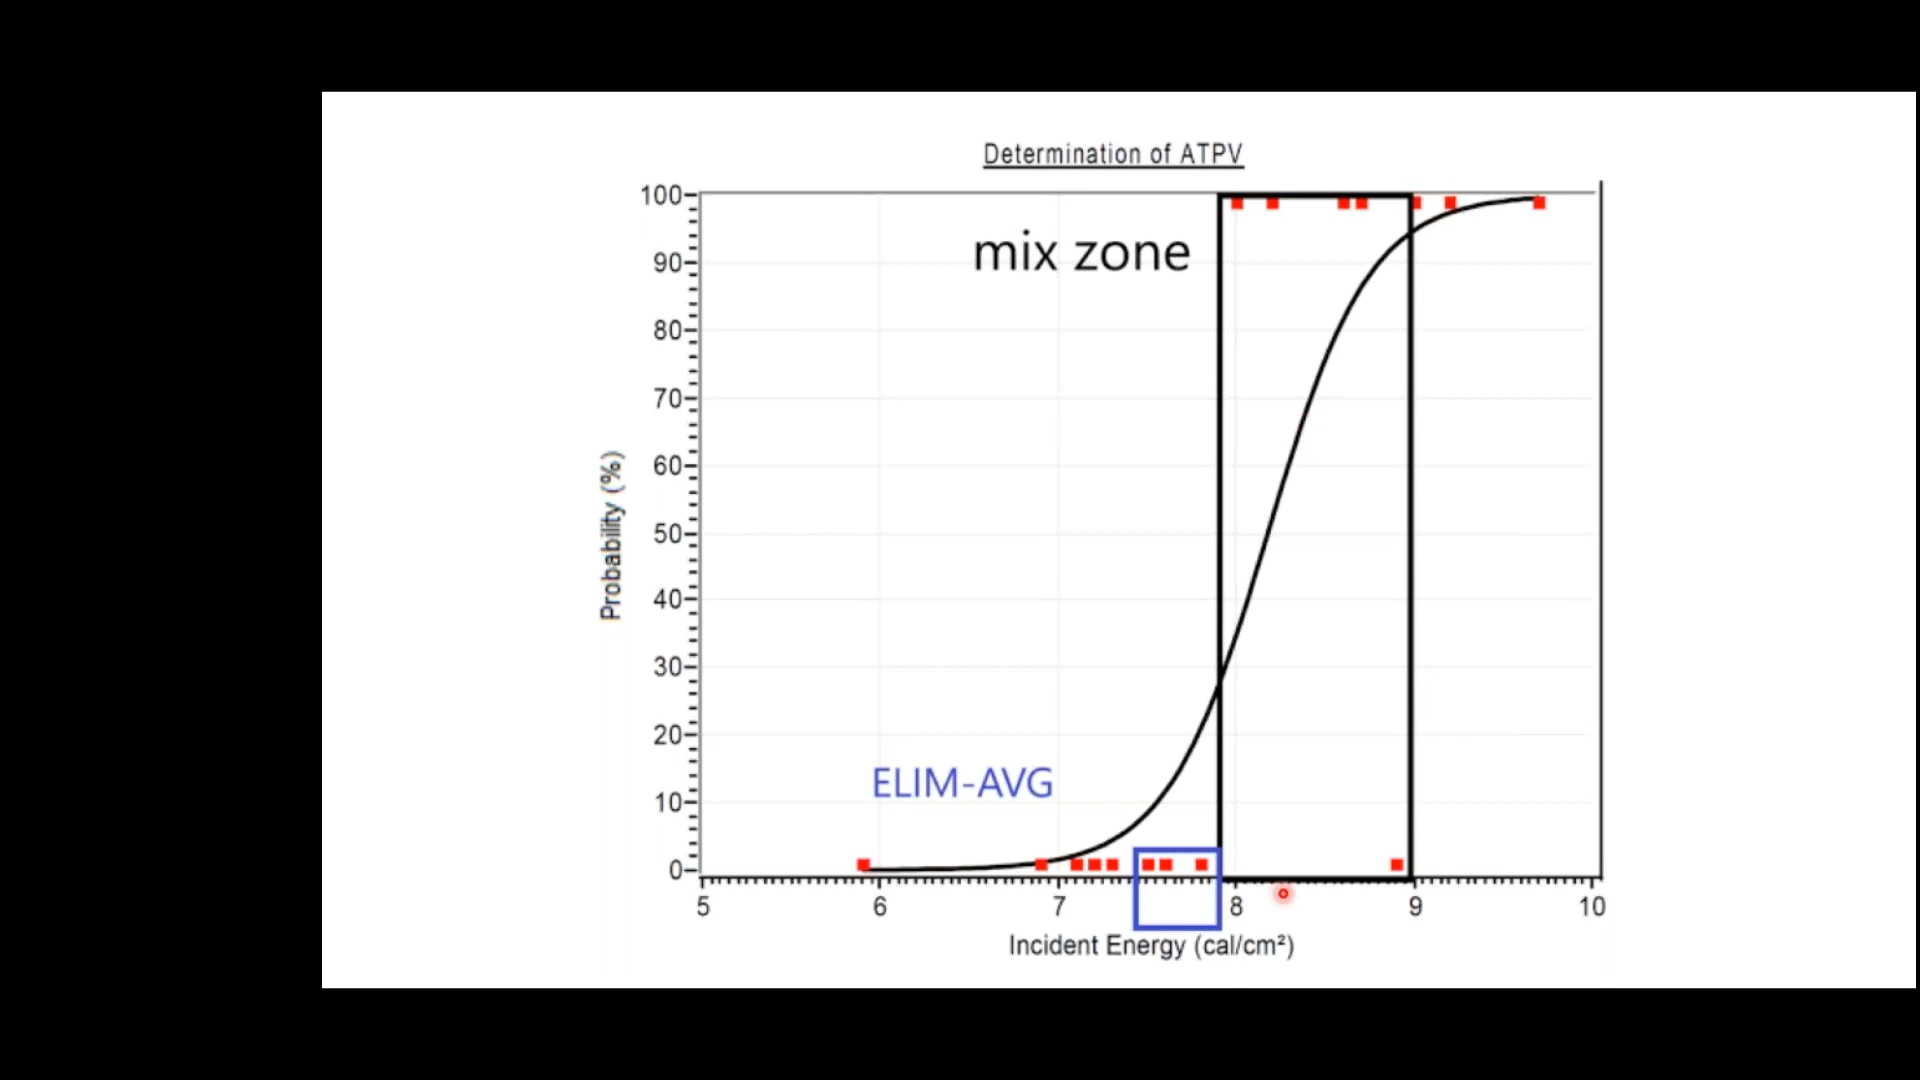 Determination of ATPV
100
mix zone
90
80
70
60
50
Probability (%)
40
30
20
ELIM-AVG
10
0
5 6 7 8 9 10
Incident Energy (cal/cm²)